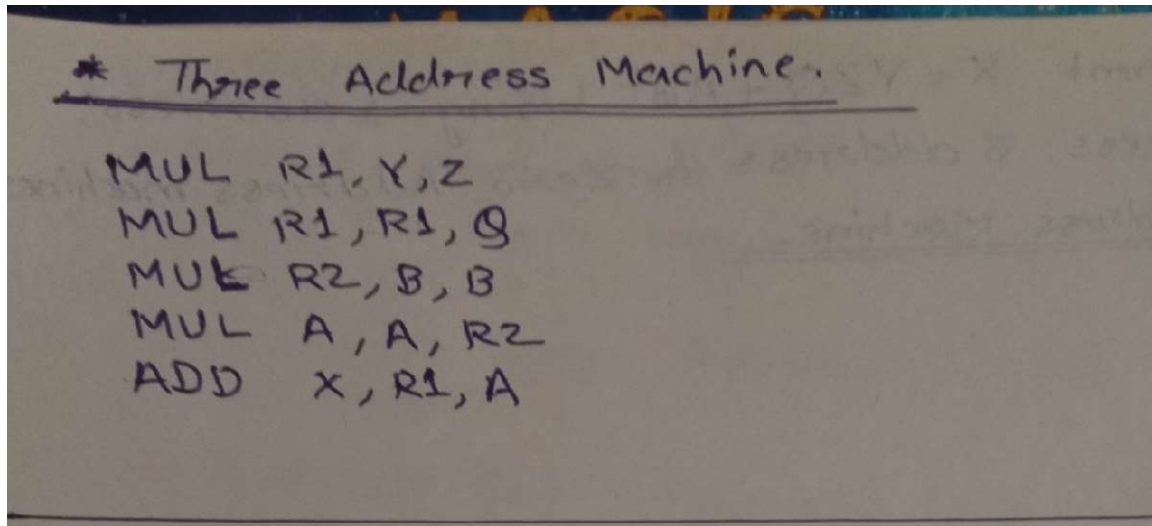 * Three Address Machine.
MUL R1, Y, Z
MUL R1, R1, Q
MUL R2, B, B
MUL A, A, R2
ADD X, R1, A